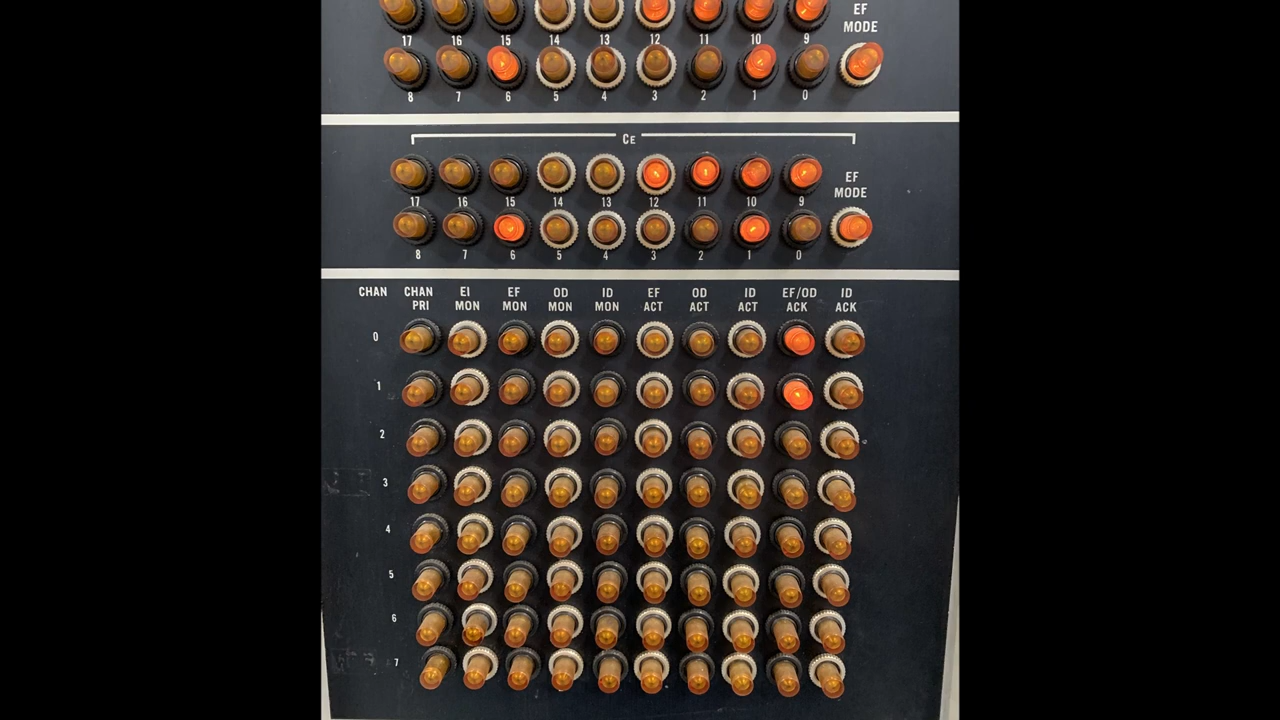 EF
MODE
17 16 15 14 13 12 11 10 9
8 7 6 5 4 3 2 1 0
CE
EF
MODE
17 16 15 14 13 12 11 10 9
8 7 6 5 4 3 2 1 0
CHAN CHAN EI EF OD ID EF OD ID EF/OD ID
PRI MON MON MON MON ACT ACT ACT ACK ACK
0
1
2
3
4
5
6
7